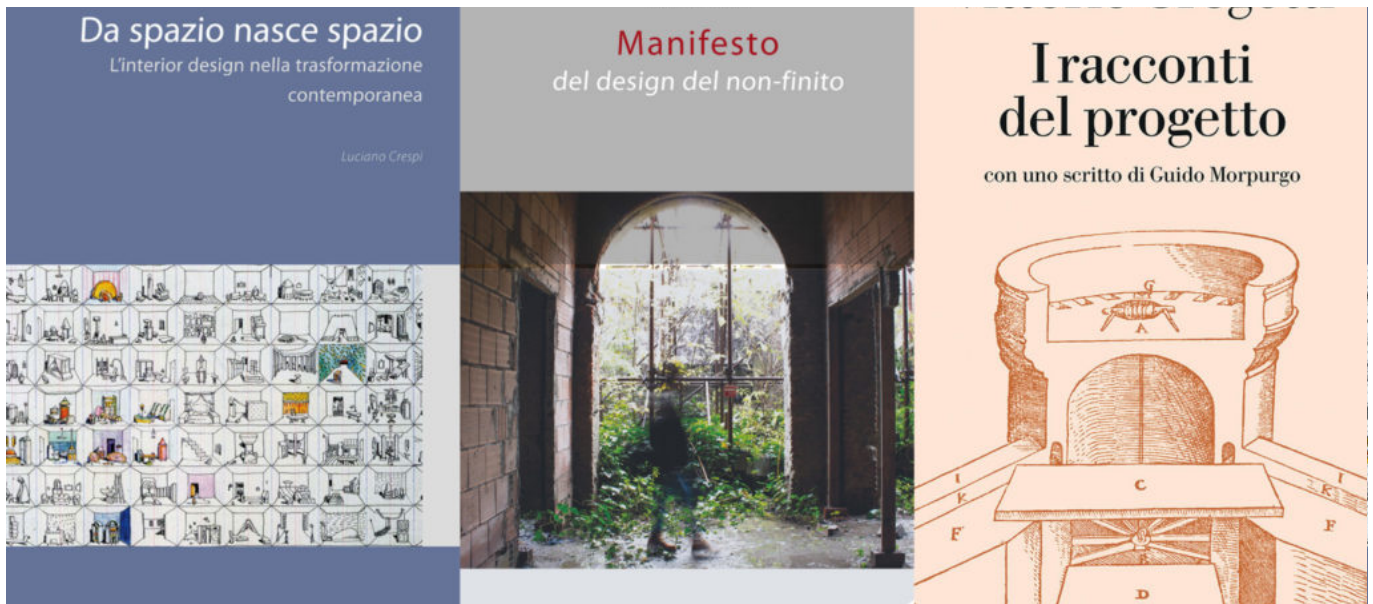 Da spazio nasce spazio
L'interior design nella trasformazione
contemporanea
Luciano Crespi
Manifesto
del design del non-finito
I racconti
del progetto
con uno scritto di Guido Morpurgo
G
A
I
K
F
C
I
K
F
D